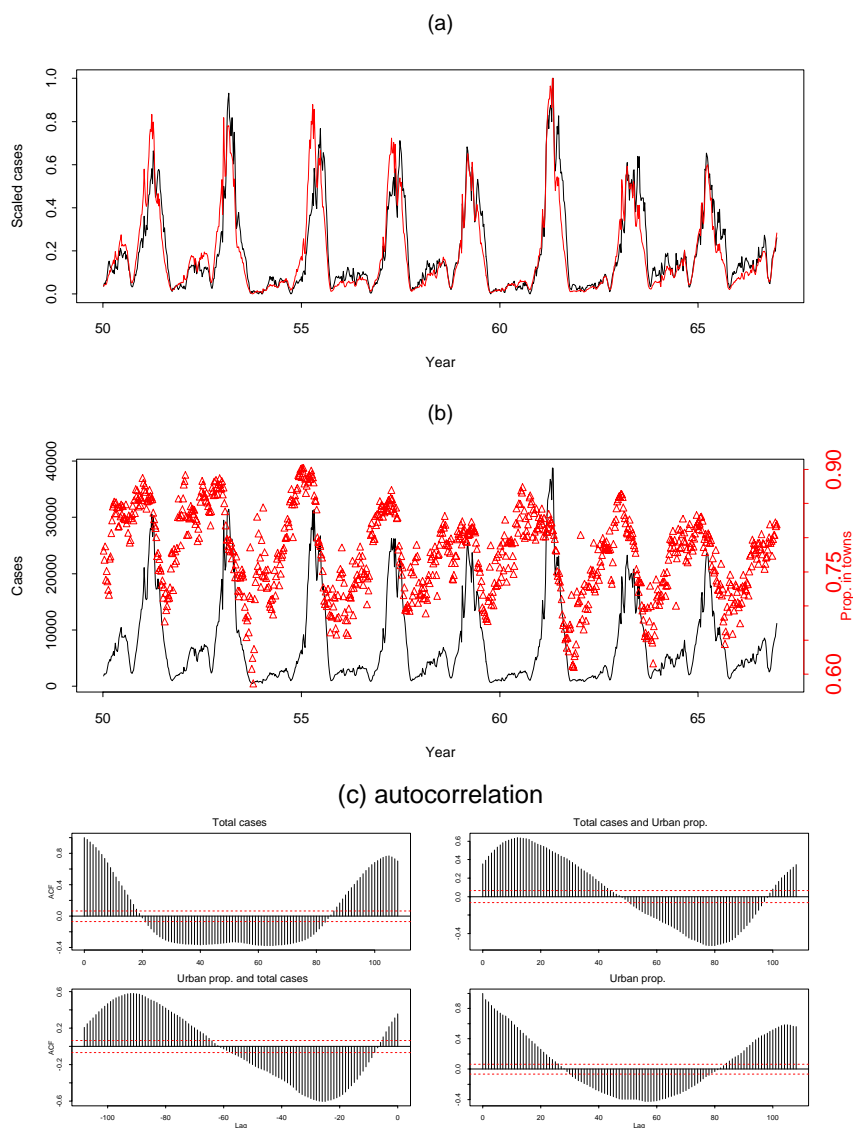 (a)
Scaled cases
1.0
0.8
0.6
0.4
0.2
0.0
50 55 60 65
Year
(b)
Cases
40000
30000
20000
10000
0
0.90
0.75
0.60
Prop. in towns
50 55 60 65
Year
(c) autocorrelation
Total cases
ACF
0.8
0.4
0.0
-0.4
0 20 40 60 80 100
Total cases and Urban prop.
0.6
0.4
0.2
0.0
-0.2
-0.4
0 20 40 60 80 100
Urban prop. and total cases
ACF
0.6
0.2
-0.2
-0.6
-100 -80 -60 -40 -20 0
Lag
Urban prop.
0.8
0.4
0.0
-0.4
0 20 40 60 80 100
Lag